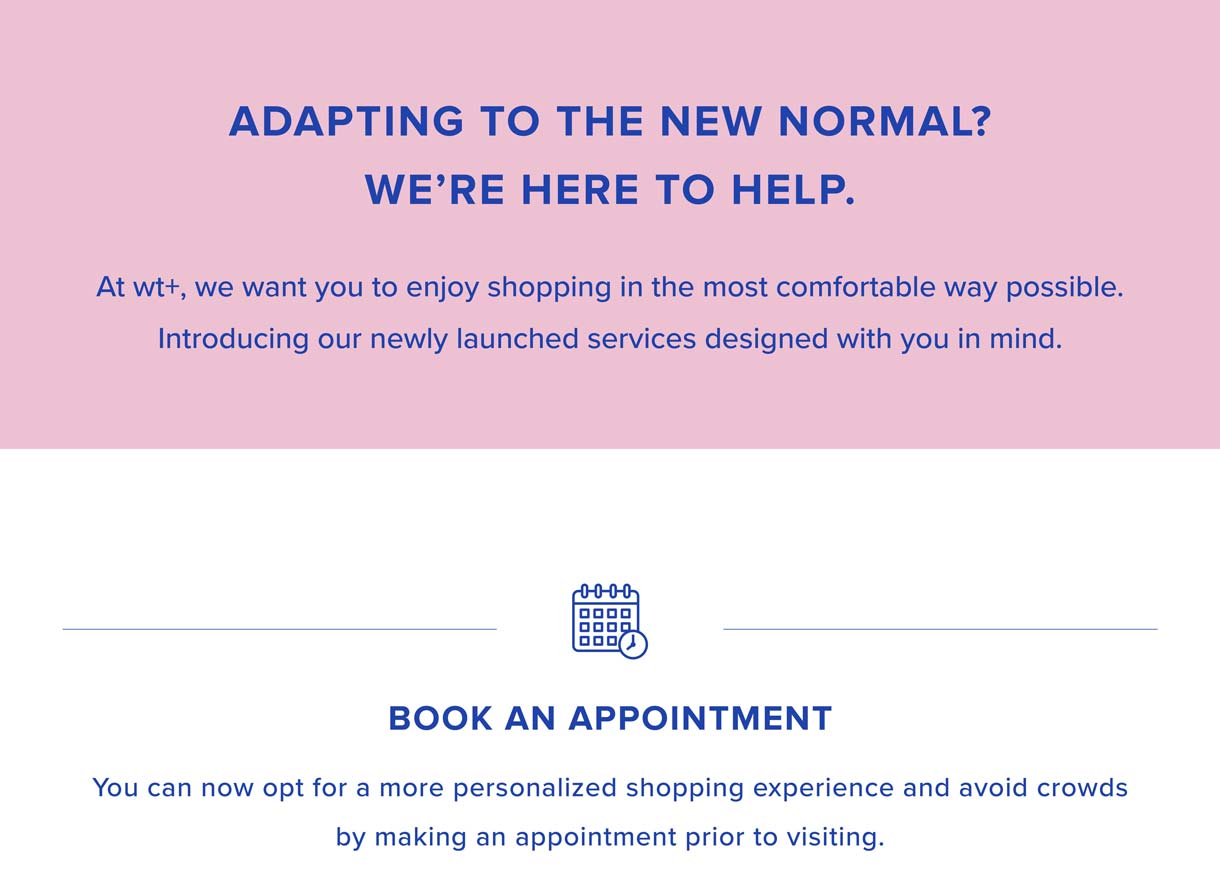 ADAPTING TO THE NEW NORMAL?
WE’RE HERE TO HELP.
At wt+, we want you to enjoy shopping in the most comfortable way possible.
Introducing our newly launched services designed with you in mind.
BOOK AN APPOINTMENT
You can now opt for a more personalized shopping experience and avoid crowds
by making an appointment prior to visiting.